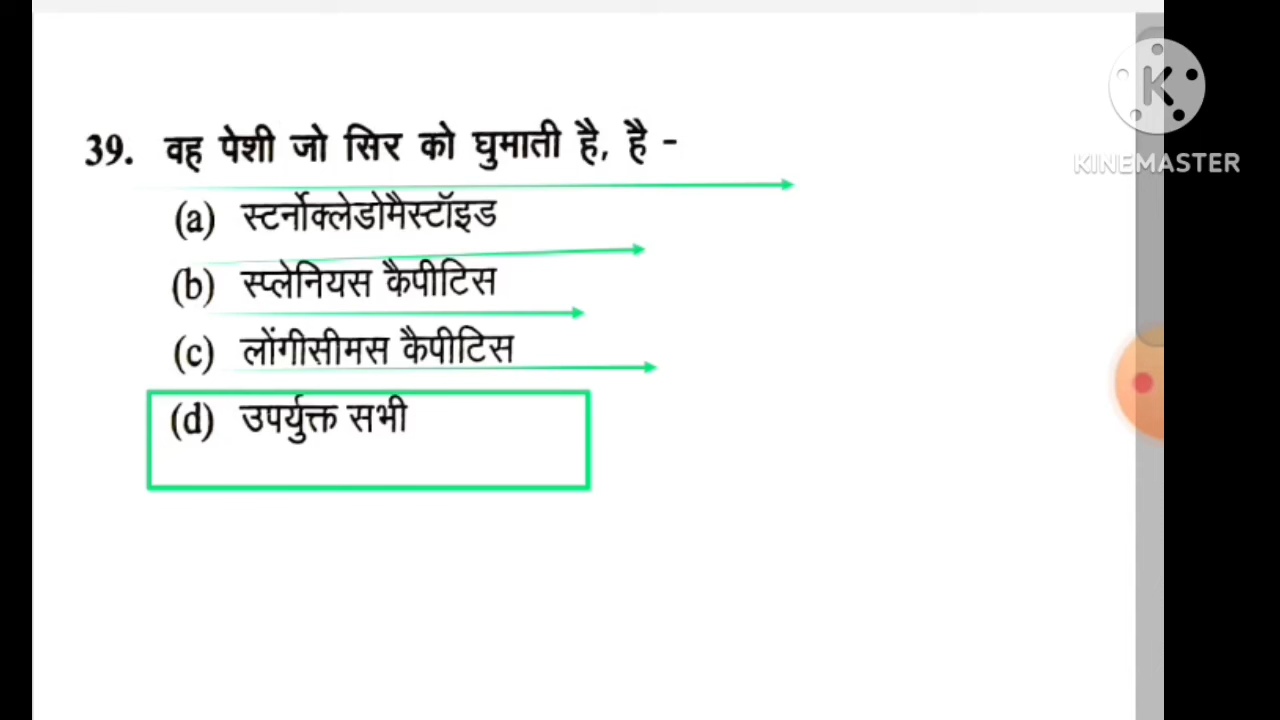 39. वह पेशी जो सिर को घुमाती है, है -
(a) स्टर्नोक्लेडोमैस्टॉइड
(b) स्प्लेनियस कैपीटिस
(c) लोंगीसीमस कैपीटिस
(d) उपर्युक्त सभी
K
KINEMASTER